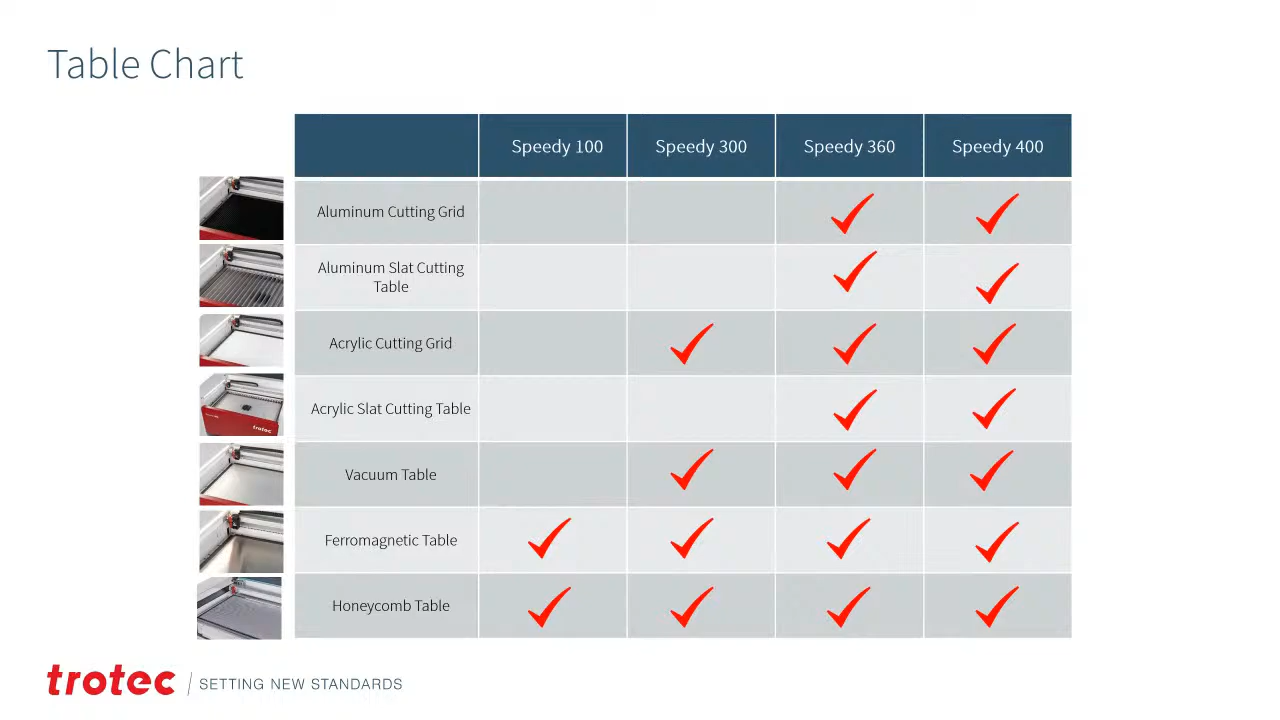 Table Chart
Speedy 100
Speedy 300
Speedy 360
Speedy 400
Aluminum Cutting Grid
Aluminum Slat Cutting
Table
Acrylic Cutting Grid
Acrylic Slat Cutting Table
trotec
Vacuum Table
Ferromagnetic Table
Honeycomb Table
trotec / SETTING NEW STANDARDS